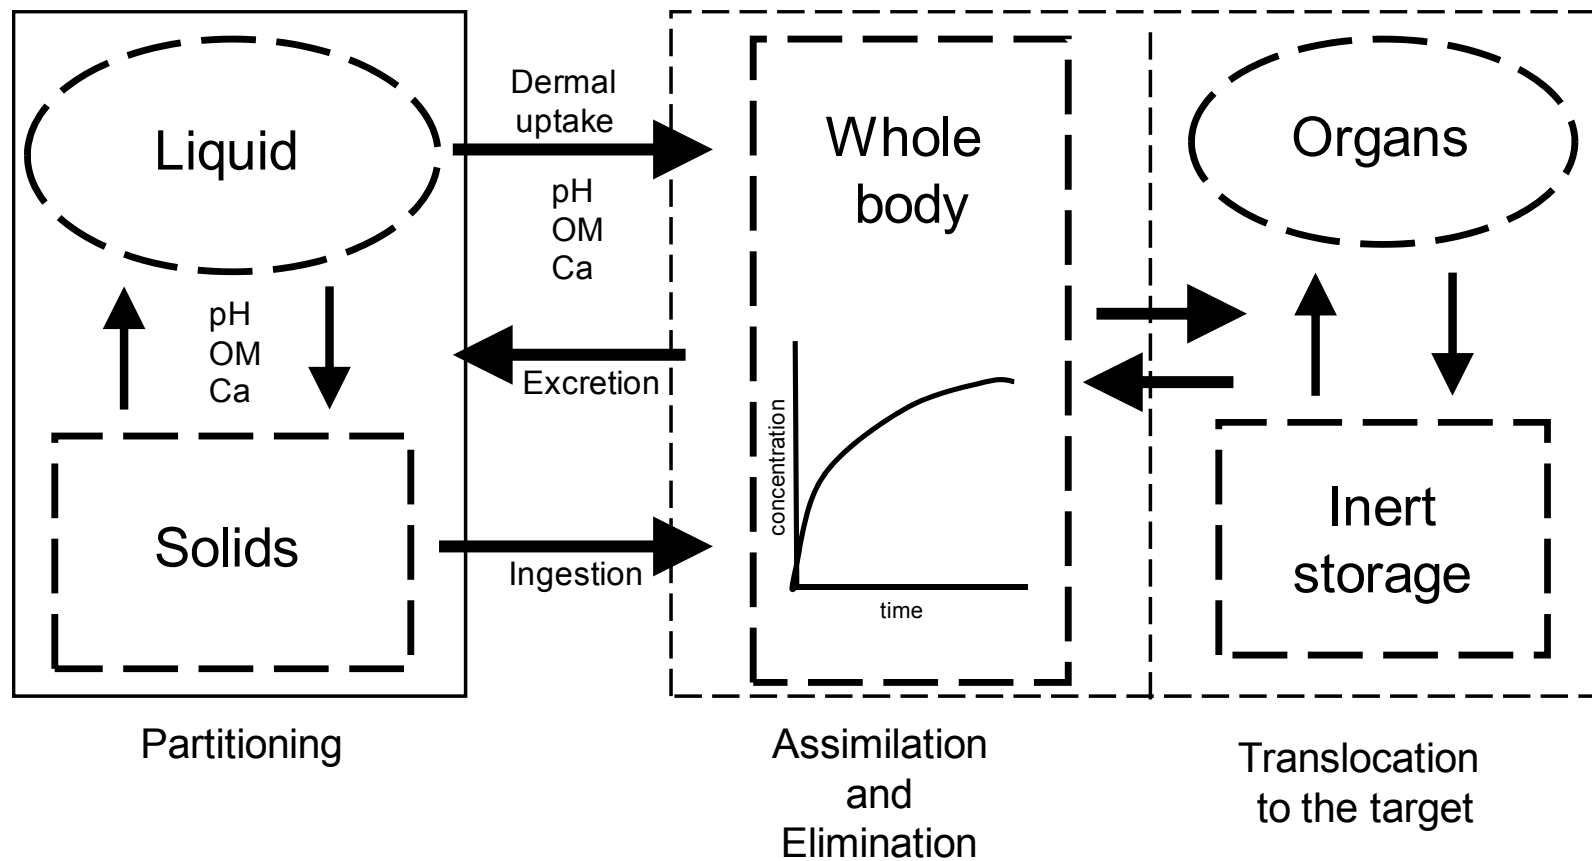 Liquid
pH
OM
Ca
Solids
Partitioning
Dermal
uptake
pH
OM
Ca
Excretion
Ingestion
Whole
body
concentration
time
Assimilation
and
Elimination
Organs
Inert
storage
Translocation
to the target